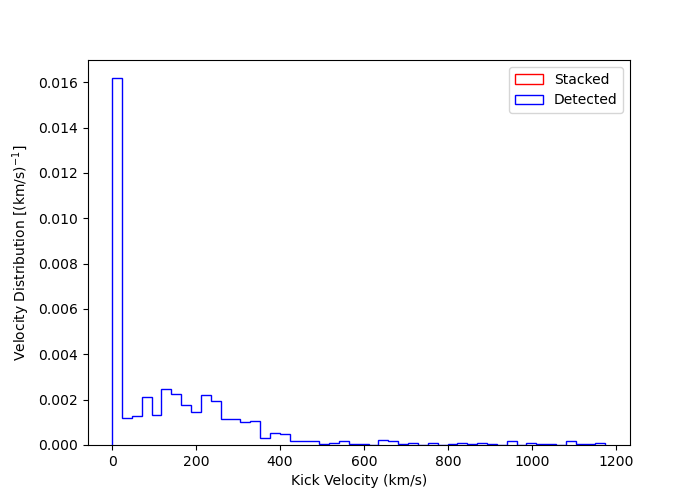 Stacked
Detected
Velocity Distribution [(km/s)⁻¹]
0.016
0.014
0.012
0.010
0.008
0.006
0.004
0.002
0.000
0 200 400 600 800 1000 1200
Kick Velocity (km/s)